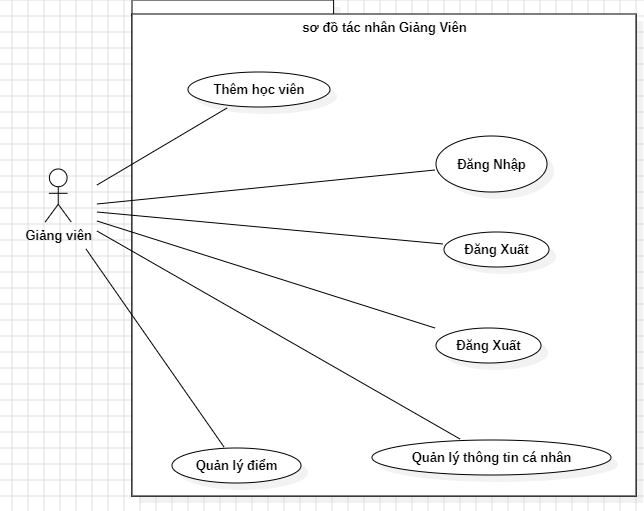 sơ đồ tác nhân Giảng Viên
Thêm học viên
Đăng Nhập
Giảng viên
Đăng Xuất
Đăng Xuất
Quản lý thông tin cá nhân
Quản lý điểm